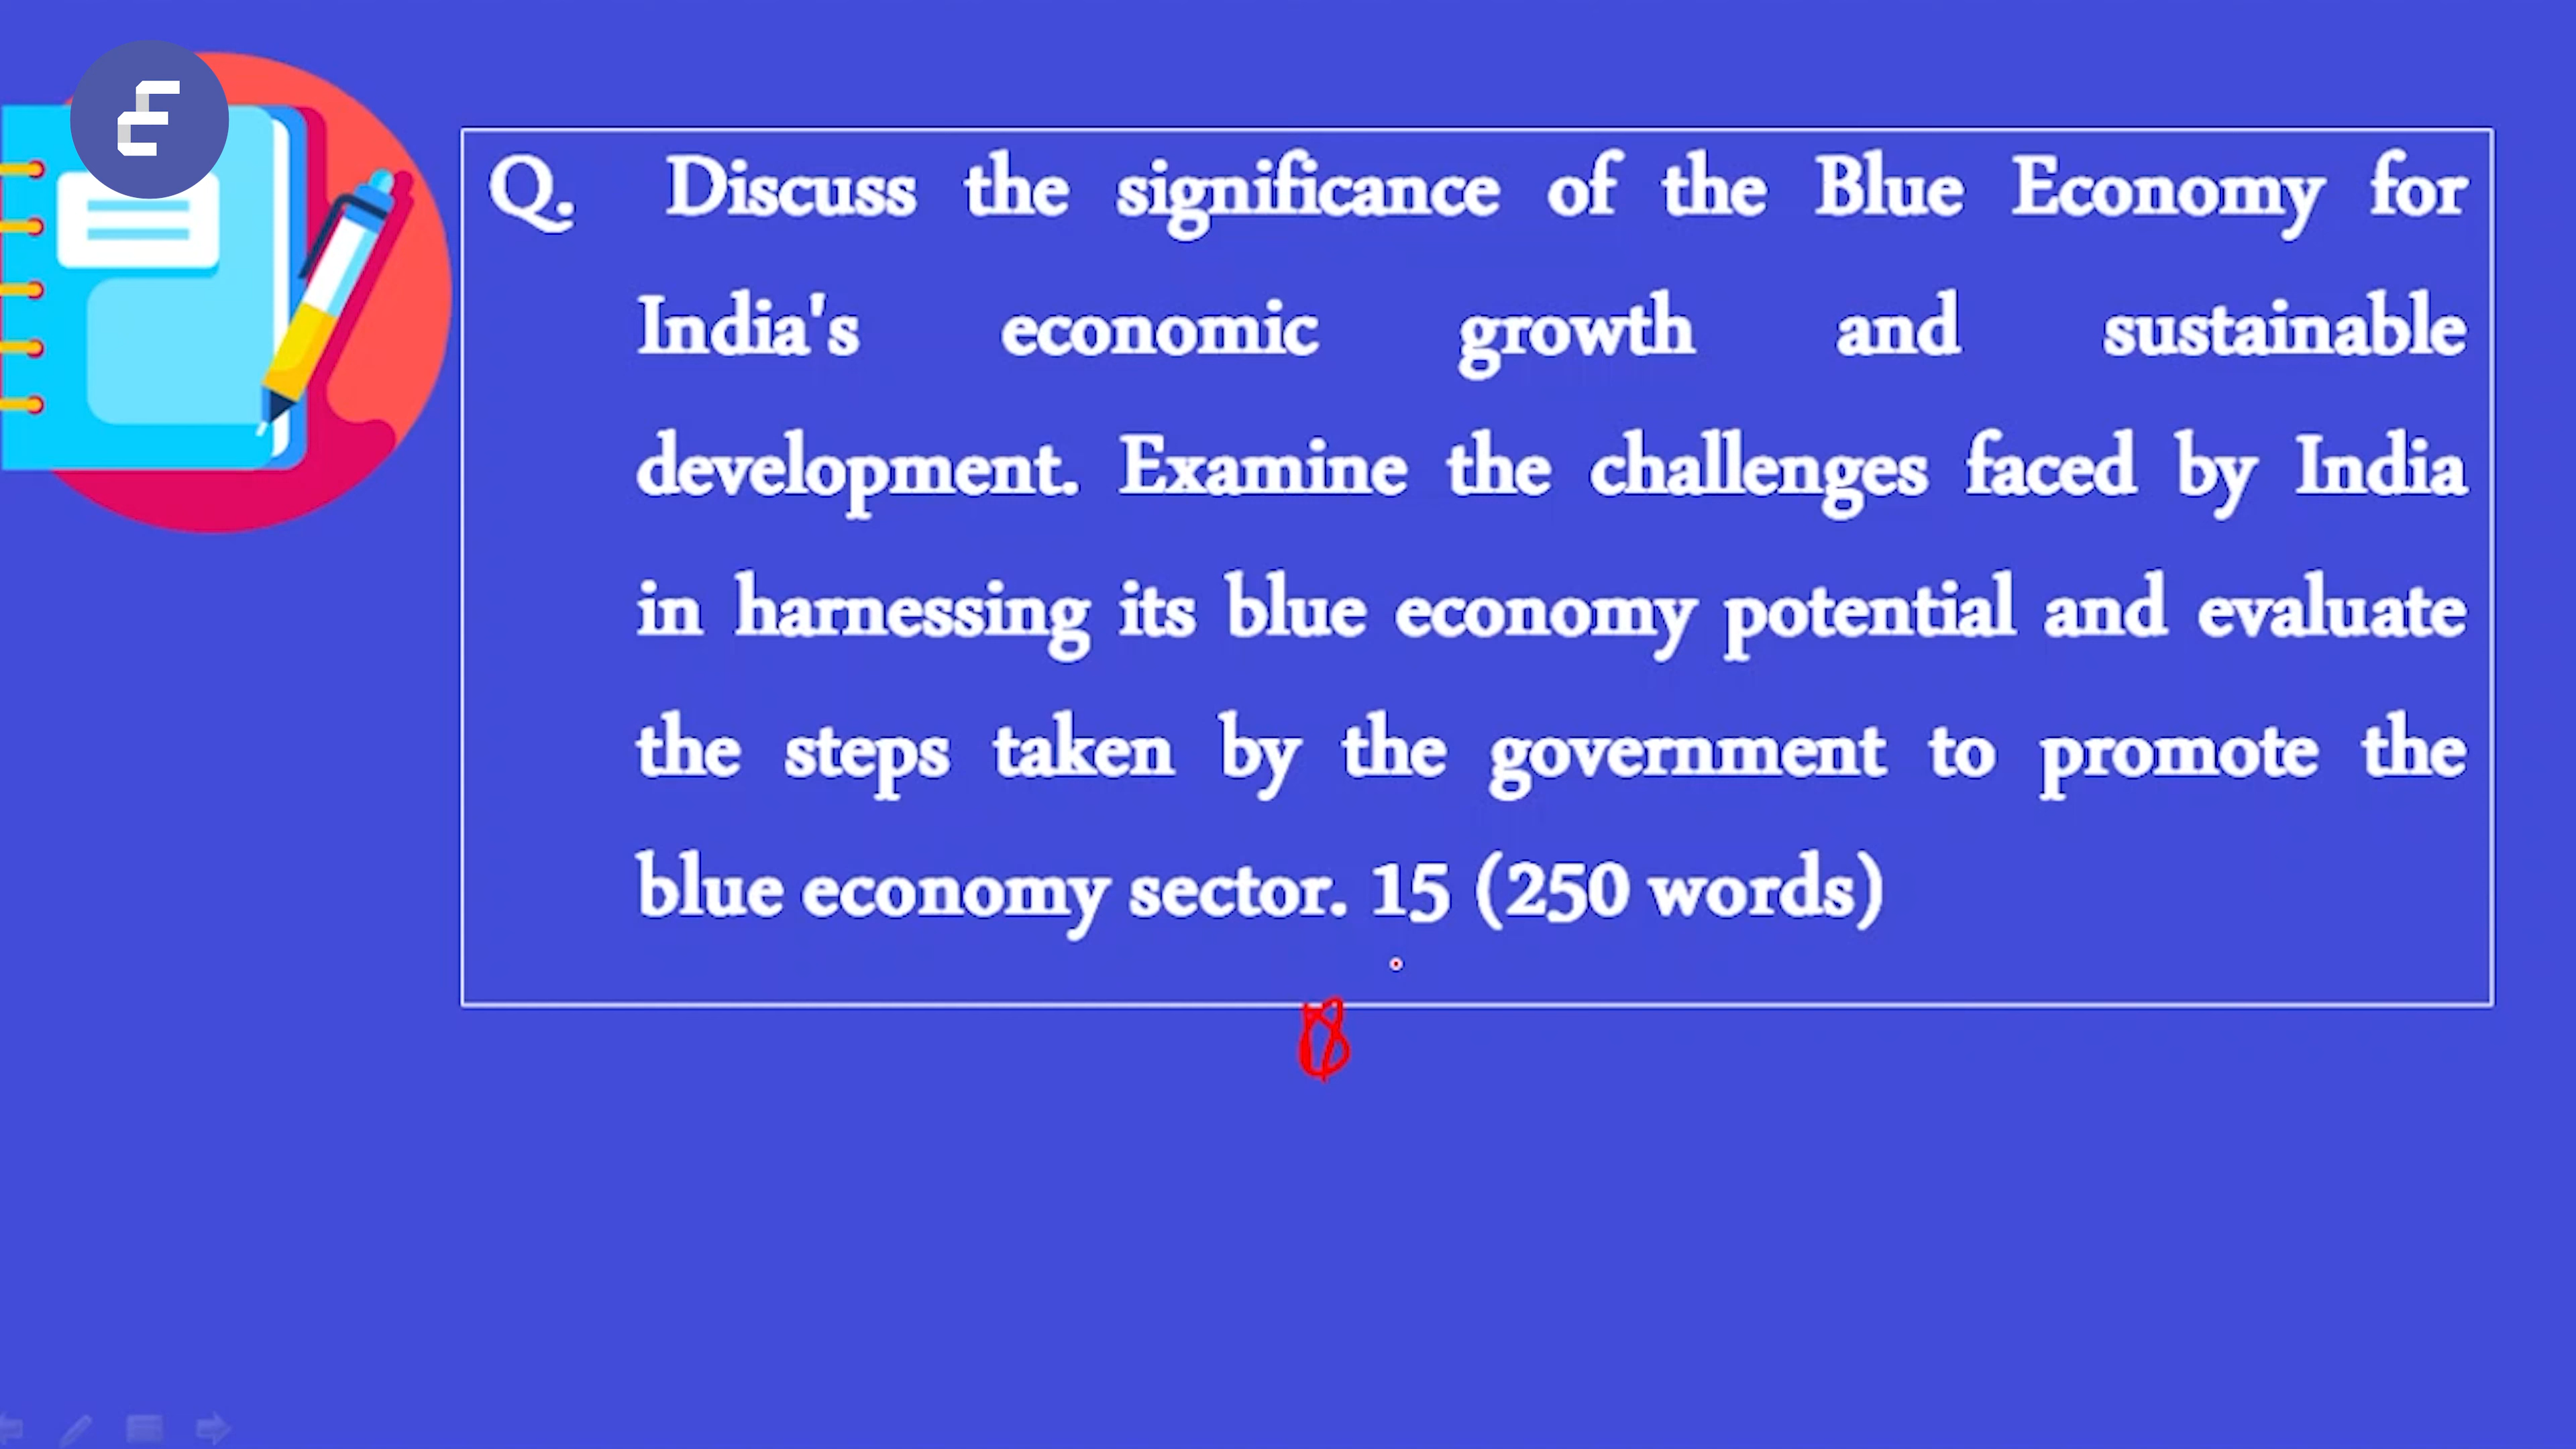 Q. Discuss the significance of the Blue Economy for
India's economic growth and sustainable
development. Examine the challenges faced by India
in harnessing its blue economy potential and evaluate
the steps taken by the government to promote the
blue economy sector. 15 (250 words)